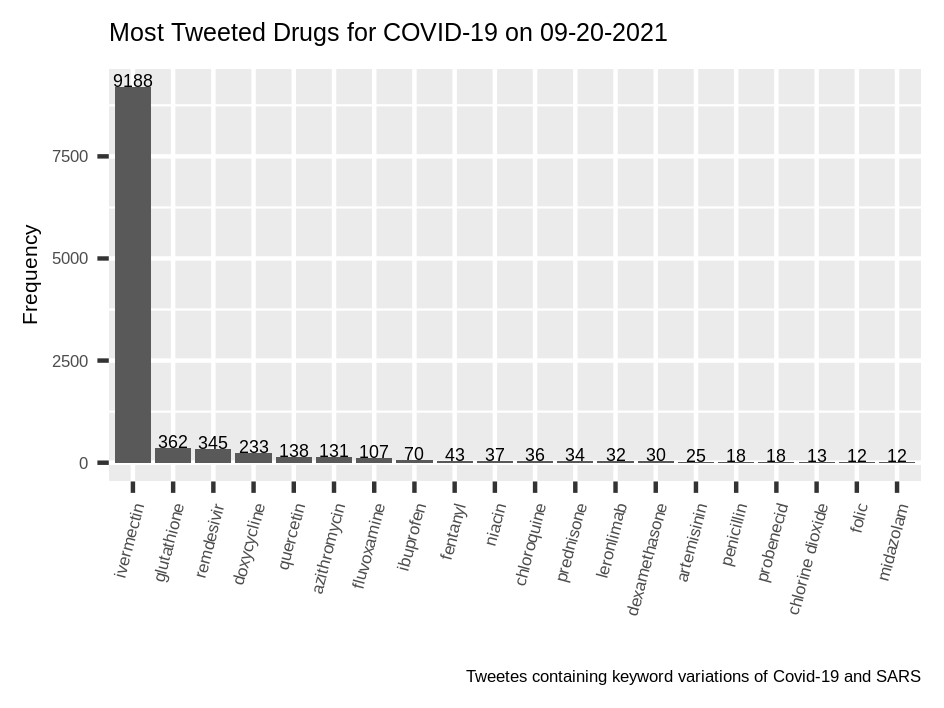 Most Tweeted Drugs for COVID-19 on 09-20-2021
Frequency
7500
5000
2500
0
9188
362
345
233
138
131
107
70
43
37
36
34
32
30
25
18
18
13
12
12
ivermectin
glutathione
remdesivir
doxycycline
quercetin
azithromycin
fluvoxamine
ibuprofen
fentanyl
niacin
chloroquine
prednisone
leronlimab
dexamethasone
artemisinin
penicillin
probenecid
chlorine dioxide
folic
midazolam
Tweetes containing keyword variations of Covid-19 and SARS